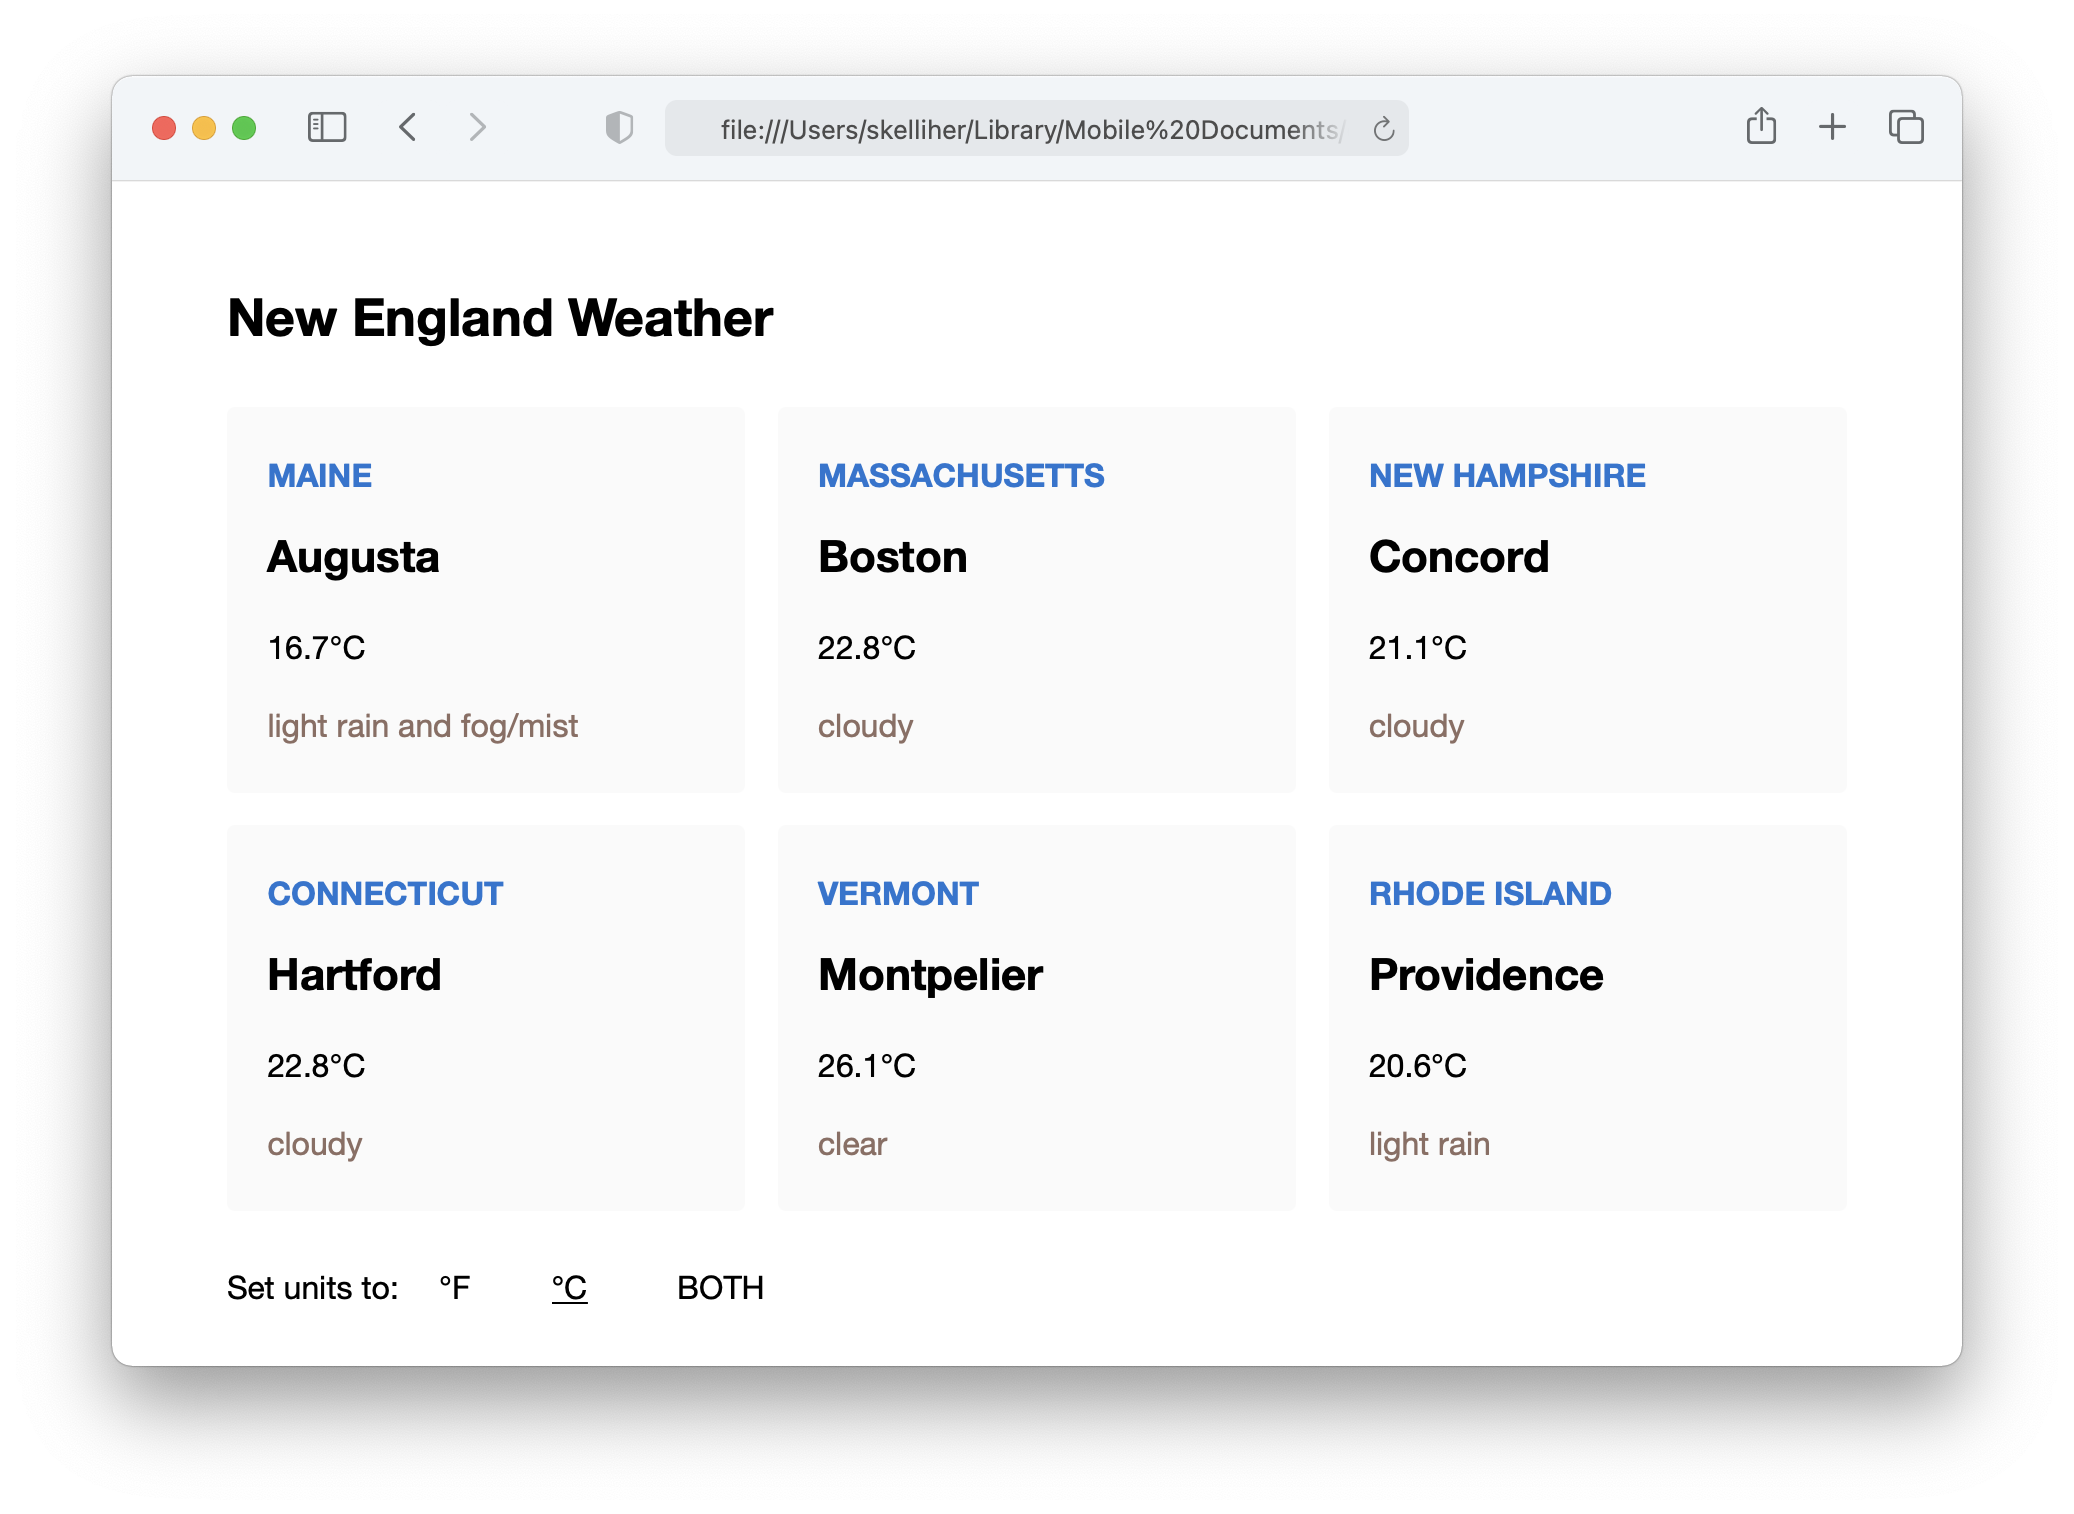 file:///Users/skelliher/Library/Mobile%20Documents/
New England Weather
MAINE
Augusta
16.7°C
light rain and fog/mist
MASSACHUSETTS
Boston
22.8°C
cloudy
NEW HAMPSHIRE
Concord
21.1°C
cloudy
CONNECTICUT
Hartford
22.8°C
cloudy
VERMONT
Montpelier
26.1°C
clear
RHODE ISLAND
Providence
20.6°C
light rain
Set units to: °F °C BOTH